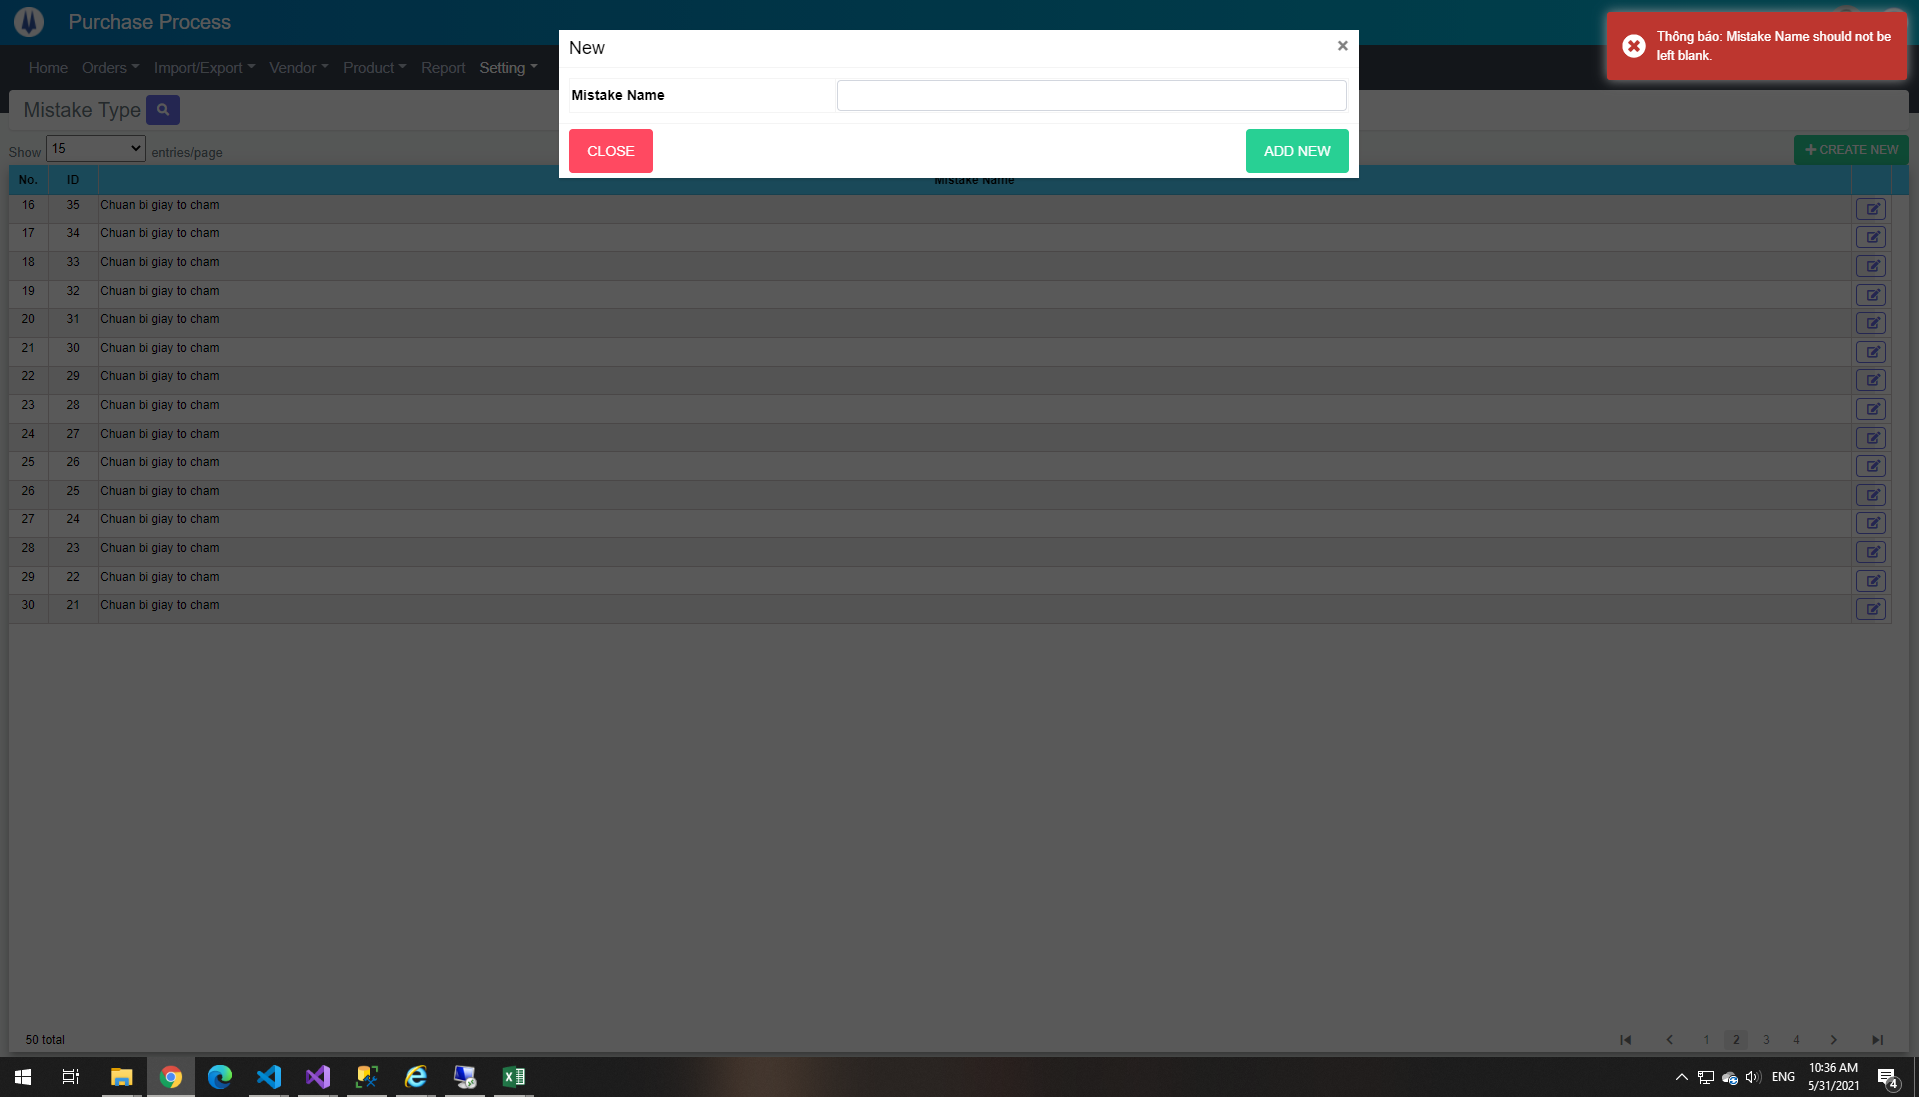 Purchase Process
Home Orders Import/Export Vendor Product Report Setting
New
×
Mistake Name
CLOSE
ADD NEW
Thông báo: Mistake Name should not be
left blank.
Mistake Type
Show 15 entries/page
CREATE NEW
No. ID Mistake Name
16 35 Chuan bi giay to cham
17 34 Chuan bi giay to cham
18 33 Chuan bi giay to cham
19 32 Chuan bi giay to cham
20 31 Chuan bi giay to cham
21 30 Chuan bi giay to cham
22 29 Chuan bi giay to cham
23 28 Chuan bi giay to cham
24 27 Chuan bi giay to cham
25 26 Chuan bi giay to cham
26 25 Chuan bi giay to cham
27 24 Chuan bi giay to cham
28 23 Chuan bi giay to cham
29 22 Chuan bi giay to cham
30 21 Chuan bi giay to cham
50 total
1 2 3 4
ENG
10:36 AM
5/31/2021
4